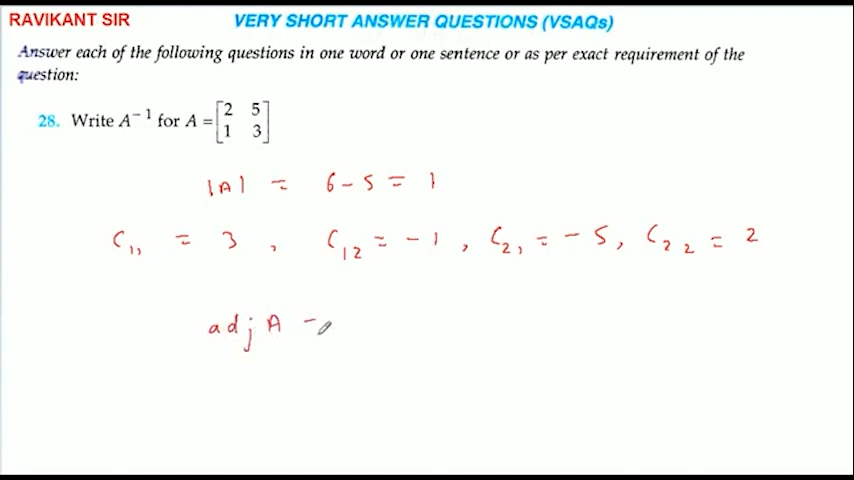 RAVIKANT SIR
VERY SHORT ANSWER QUESTIONS (VSAQs)
Answer each of the following questions in one word or one sentence or as per exact requirement of the
question:
28. Write A⁻¹ for A = [2 5
1 3]
|A| = 6 - 5 = 1
C₁₁ = 3 , C₁₂ = -1 , C₂₁ = -5 , C₂₂ = 2
adj A =